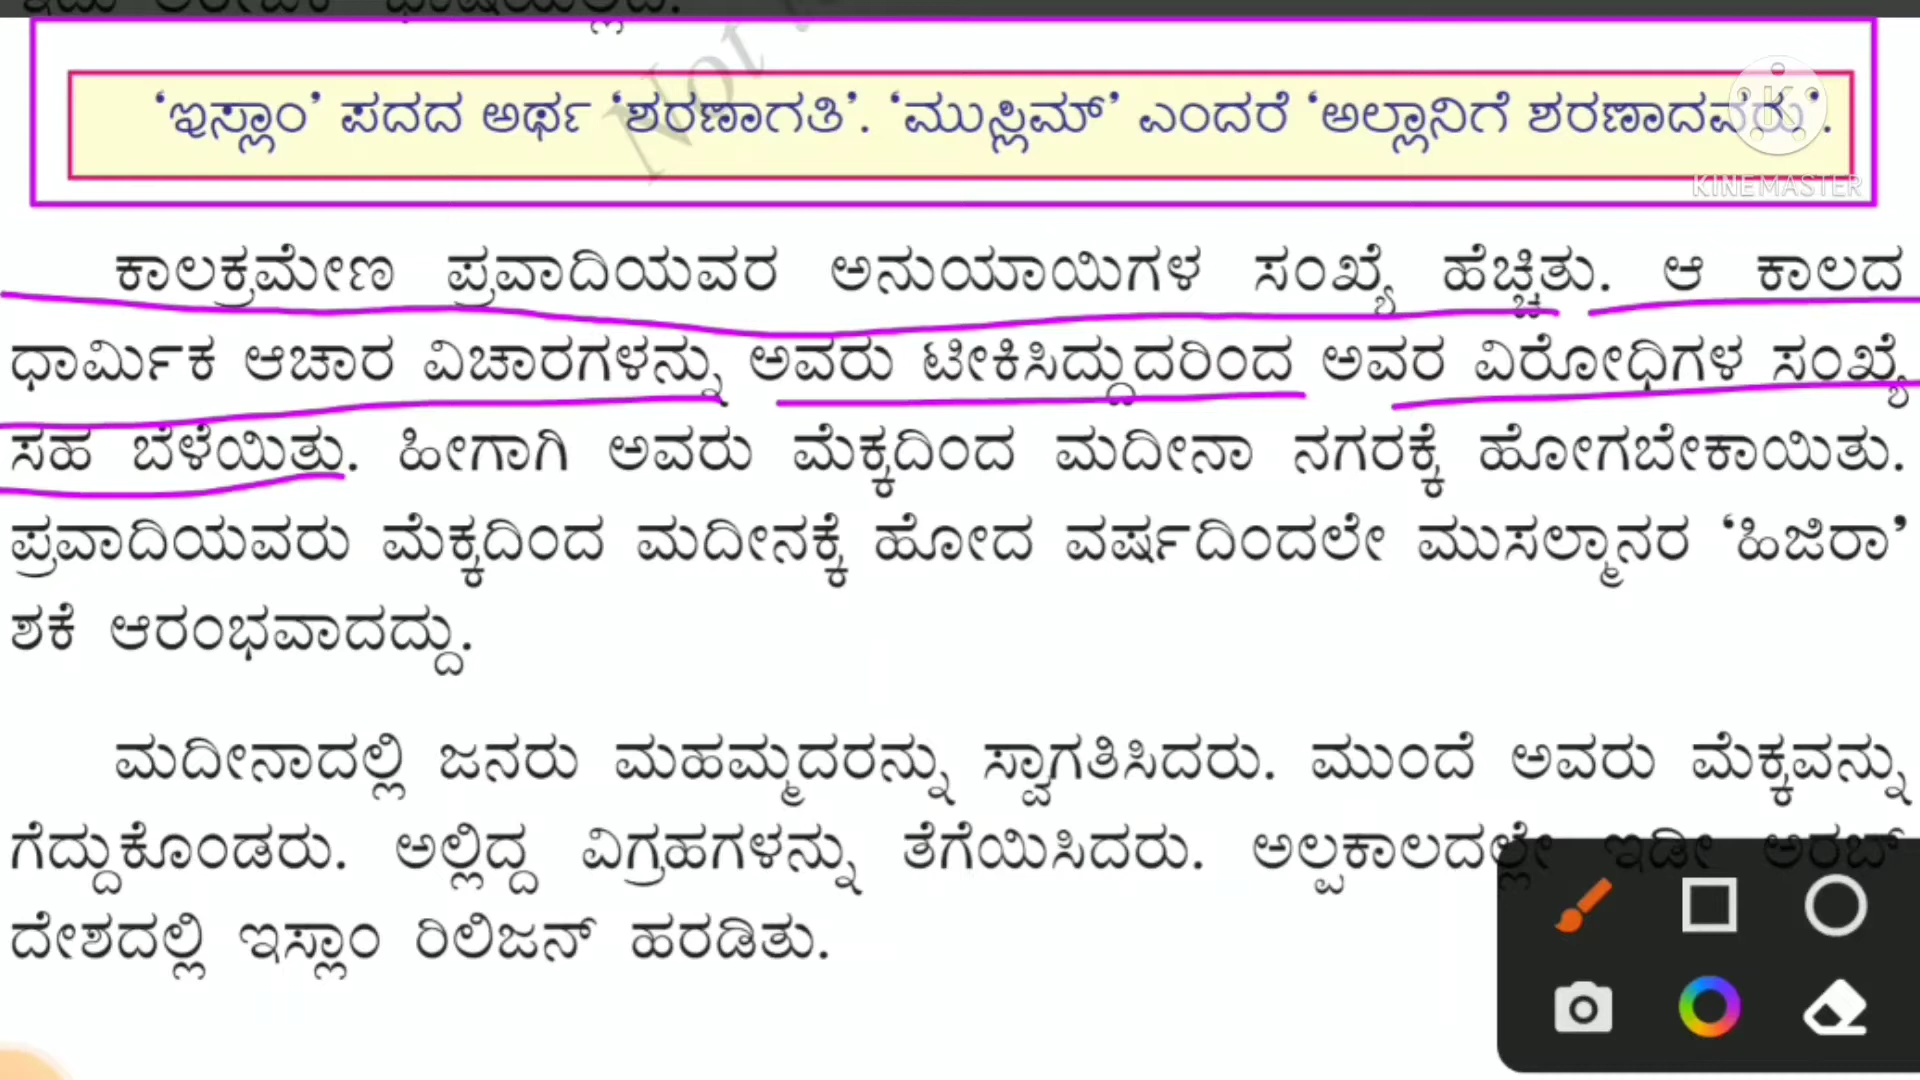 Not
‘ಇಸ್ಲಾಂ’ ಪದದ ಅರ್ಥ ‘ಶರಣಾಗತಿ’. ‘ಮುಸ್ಲಿಮ್’ ಎಂದರೆ ‘ಅಲ್ಲಾನಿಗೆ ಶರಣಾದವರು’.
KINEMASTER
ಕಾಲಕ್ರಮೇಣ ಪ್ರವಾದಿಯವರ ಅನುಯಾಯಿಗಳ ಸಂಖ್ಯೆ ಹೆಚ್ಚಿತು. ಆ ಕಾಲದ
ಧಾರ್ಮಿಕ ಆಚಾರ ವಿಚಾರಗಳನ್ನು ಅವರು ಟೀಕಿಸಿದ್ದುದರಿಂದ ಅವರ ವಿರೋಧಿಗಳ ಸಂಖ್ಯೆ
ಸಹ ಬೆಳೆಯಿತು. ಹೀಗಾಗಿ ಅವರು ಮೆಕ್ಕದಿಂದ ಮದೀನಾ ನಗರಕ್ಕೆ ಹೋಗಬೇಕಾಯಿತು.
ಪ್ರವಾದಿಯವರು ಮೆಕ್ಕದಿಂದ ಮದೀನಕ್ಕೆ ಹೋದ ವರ್ಷದಿಂದಲೇ ಮುಸಲ್ಮಾನರ ‘ಹಿಜಿರಾ’
ಶಕೆ ಆರಂಭವಾದದ್ದು.
ಮದೀನಾದಲ್ಲಿ ಜನರು ಮಹಮ್ಮದರನ್ನು ಸ್ವಾಗತಿಸಿದರು. ಮುಂದೆ ಅವರು ಮೆಕ್ಕವನ್ನು
ಗೆದ್ದುಕೊಂಡರು. ಅಲ್ಲಿದ್ದ ವಿಗ್ರಹಗಳನ್ನು ತೆಗೆಯಿಸಿದರು. ಅಲ್ಪಕಾಲದಲ್ಲೇ ಇಡೀ ಅರಬ್
ದೇಶದಲ್ಲಿ ಇಸ್ಲಾಂ ರಿಲಿಜನ್ ಹರಡಿತು.